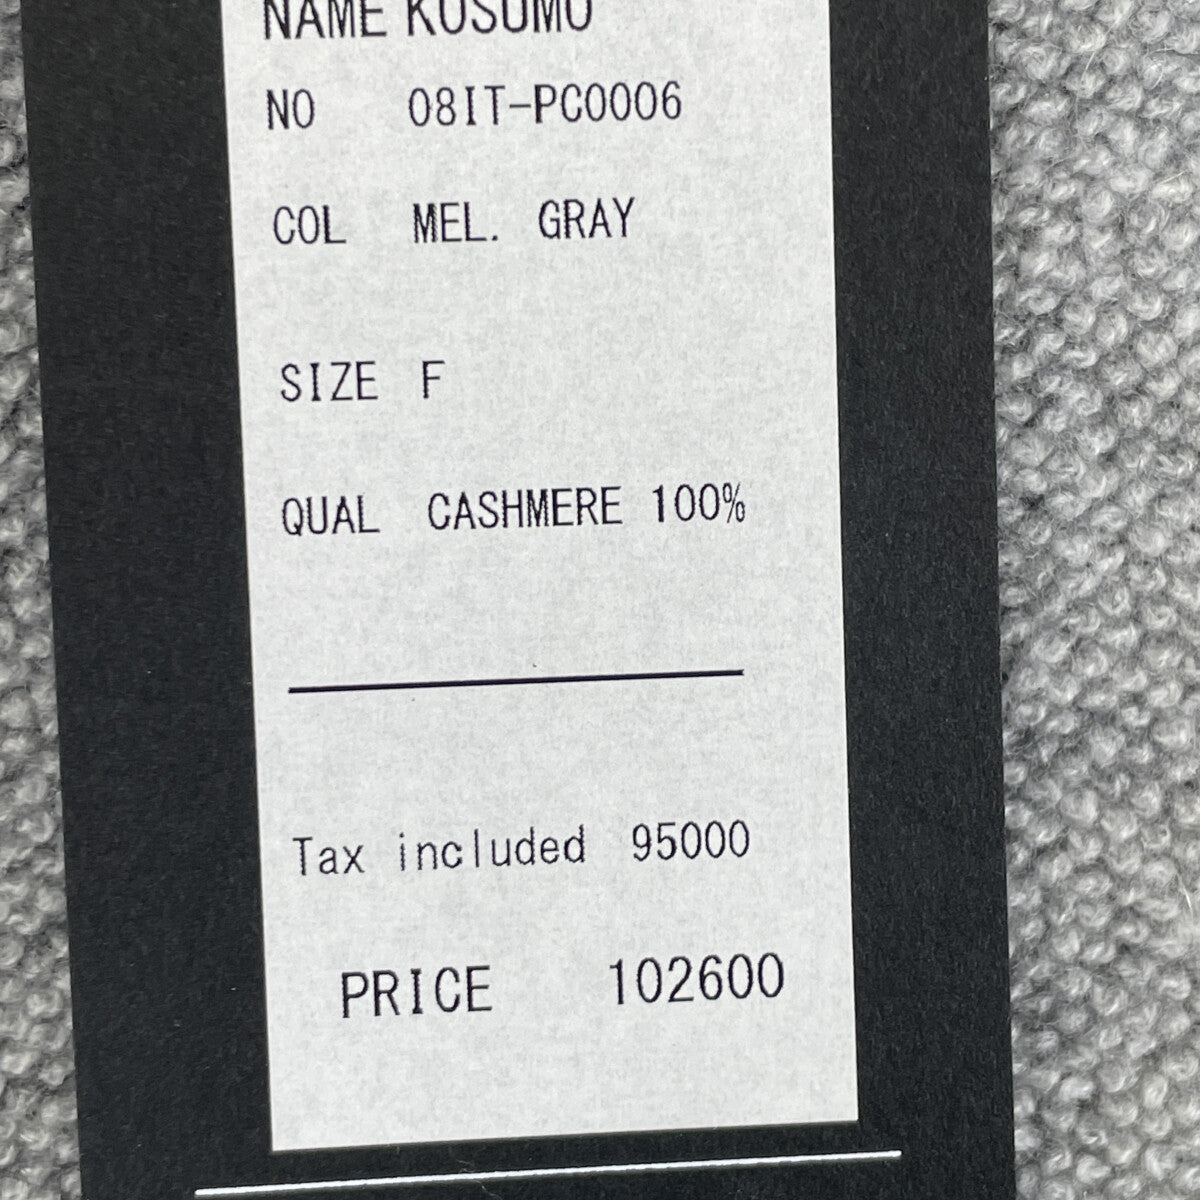 NAME KOSUMO
NO 08IT-PC0006
COL MEL. GRAY
SIZE F
QUAL CASHMERE 100%
Tax included 95000
PRICE 102600